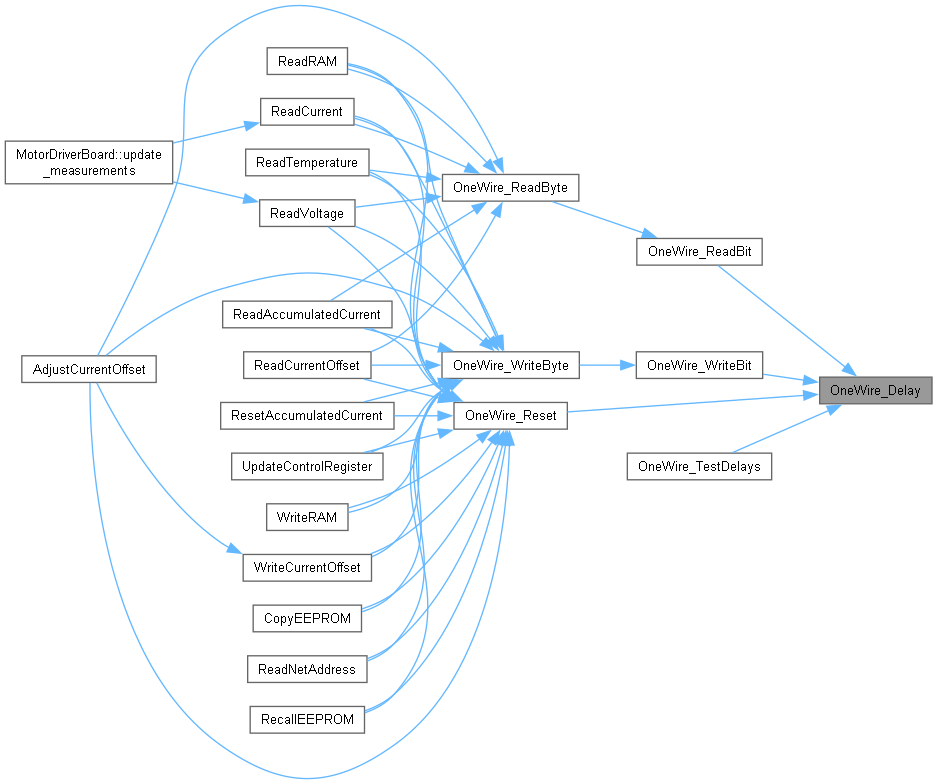 ReadRAM
ReadCurrent
MotorDriverBoard::update
_measurements
ReadTemperature
OneWire_ReadByte
ReadVoltage
OneWire_ReadBit
ReadAccumulatedCurrent
AdjustCurrentOffset
ReadCurrentOffset
OneWire_WriteByte
OneWire_WriteBit
OneWire_Delay
ResetAccumulatedCurrent
OneWire_Reset
UpdateControlRegister
OneWire_TestDelays
WriteRAM
WriteCurrentOffset
CopyEEPROM
ReadNetAddress
RecallEEPROM